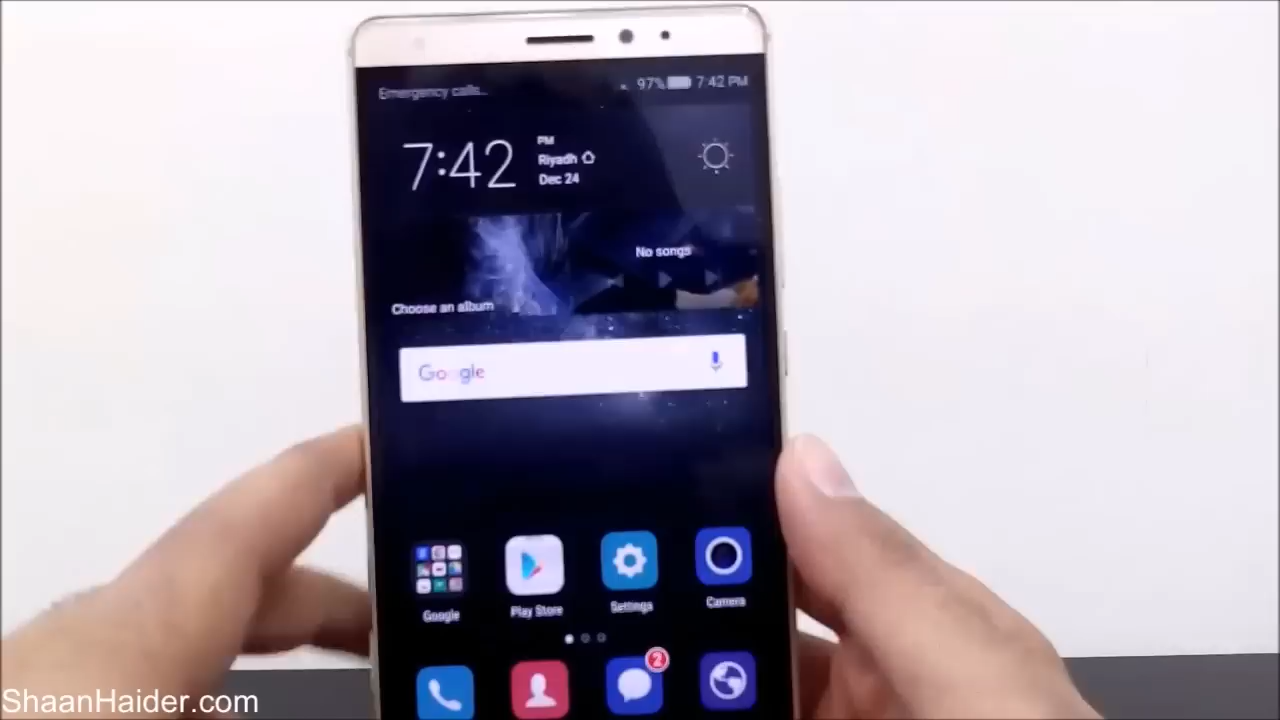 Emergency calls..
97% 7:42 PM
7:42
PM
Riyadh
Dec 24
No songs
Choose an album
Google
Google
Play Store
Settings
Camera
2
ShaanHaider.com